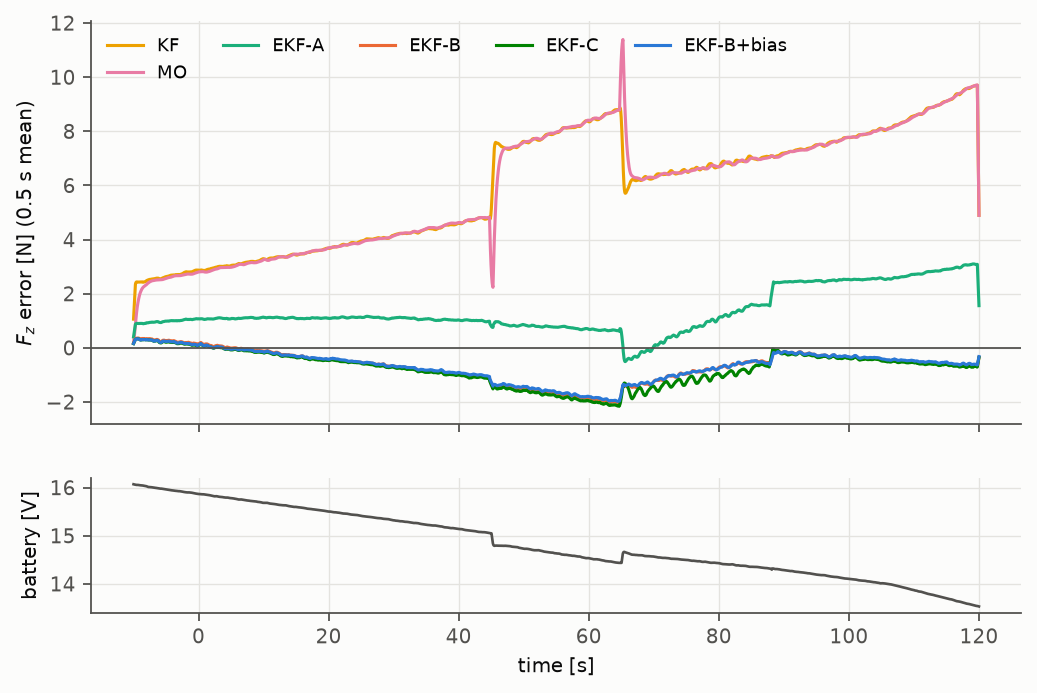 12
10
8
6
4
2
0
−2
F_z error [N] (0.5 s mean)
KF EKF-A EKF-B EKF-C EKF-B+bias
MO
16
15
14
battery [V]
0 20 40 60 80 100 120
time [s]